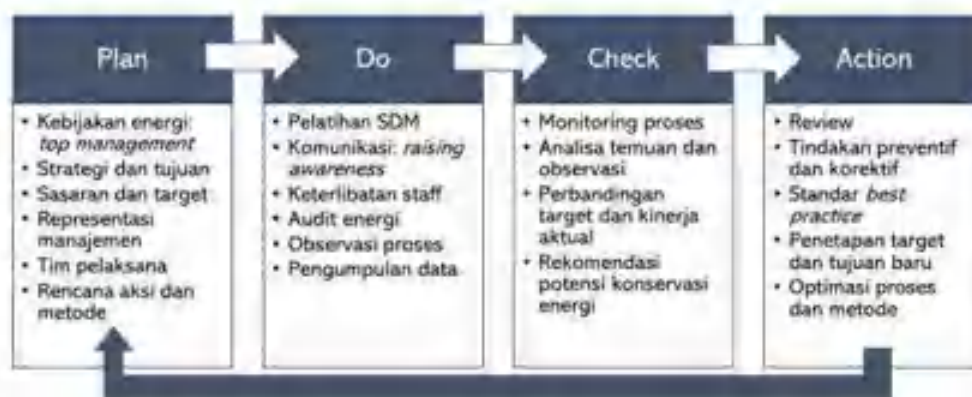 Plan
• Kebijakan energi:
top management
• Strategi dan tujuan
• Sasaran dan target
• Representasi
manajemen
• Tim pelaksana
• Rencana aksi dan
metode
Do
• Pelatihan SDM
• Komunikasi: raising
awareness
• Keterlibatan staff
• Audit energi
• Observasi proses
• Pengumpulan data
Check
• Monitoring proses
• Analisa temuan dan
observasi
• Perbandingan
target dan kinerja
aktual
• Rekomendasi
potensi konservasi
energi
Action
• Review
• Tindakan preventif
dan korektif
• Standar best
practice
• Penetapan target
dan tujuan baru
• Optimasi proses
dan metode